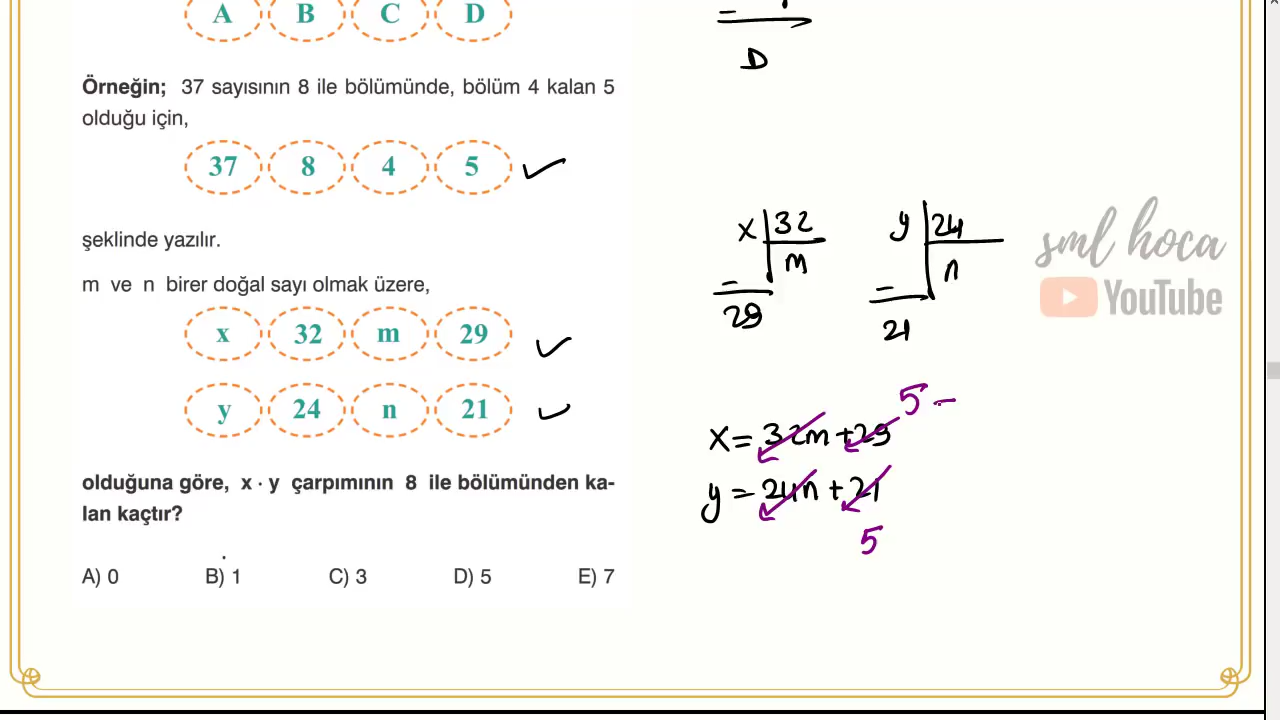 A B C D
Örneğin; 37 sayısının 8 ile bölümünde, bölüm 4 kalan 5
olduğu için,
37 8 4 5
şeklinde yazılır.
m ve n birer doğal sayı olmak üzere,
x 32 m 29
y 24 n 21
olduğuna göre, x · y çarpımının 8 ile bölümünden ka-
lan kaçtır?
A) 0 B) 1 C) 3 D) 5 E) 7
D
x 32
m
29
y 24
n
21
5 -
x = 32m + 29
y = 24n + 21
5
sml hoca
YouTube